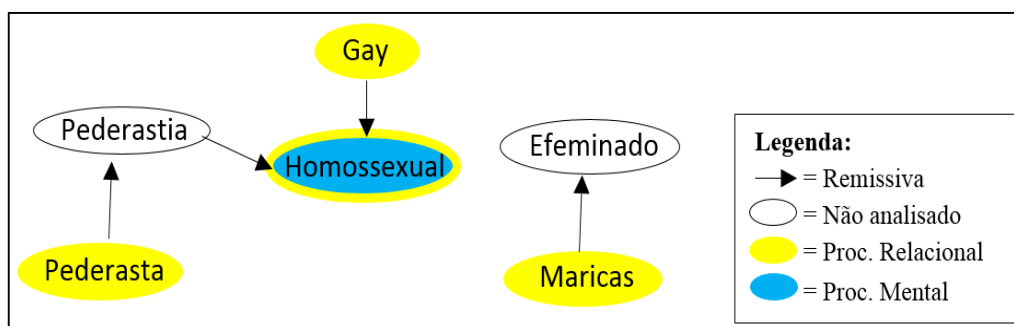 Gay
Pederastia
Homossexual
Efeminado
Pederasta
Maricas
Legenda:
= Remissiva
= Não analisado
= Proc. Relacional
= Proc. Mental